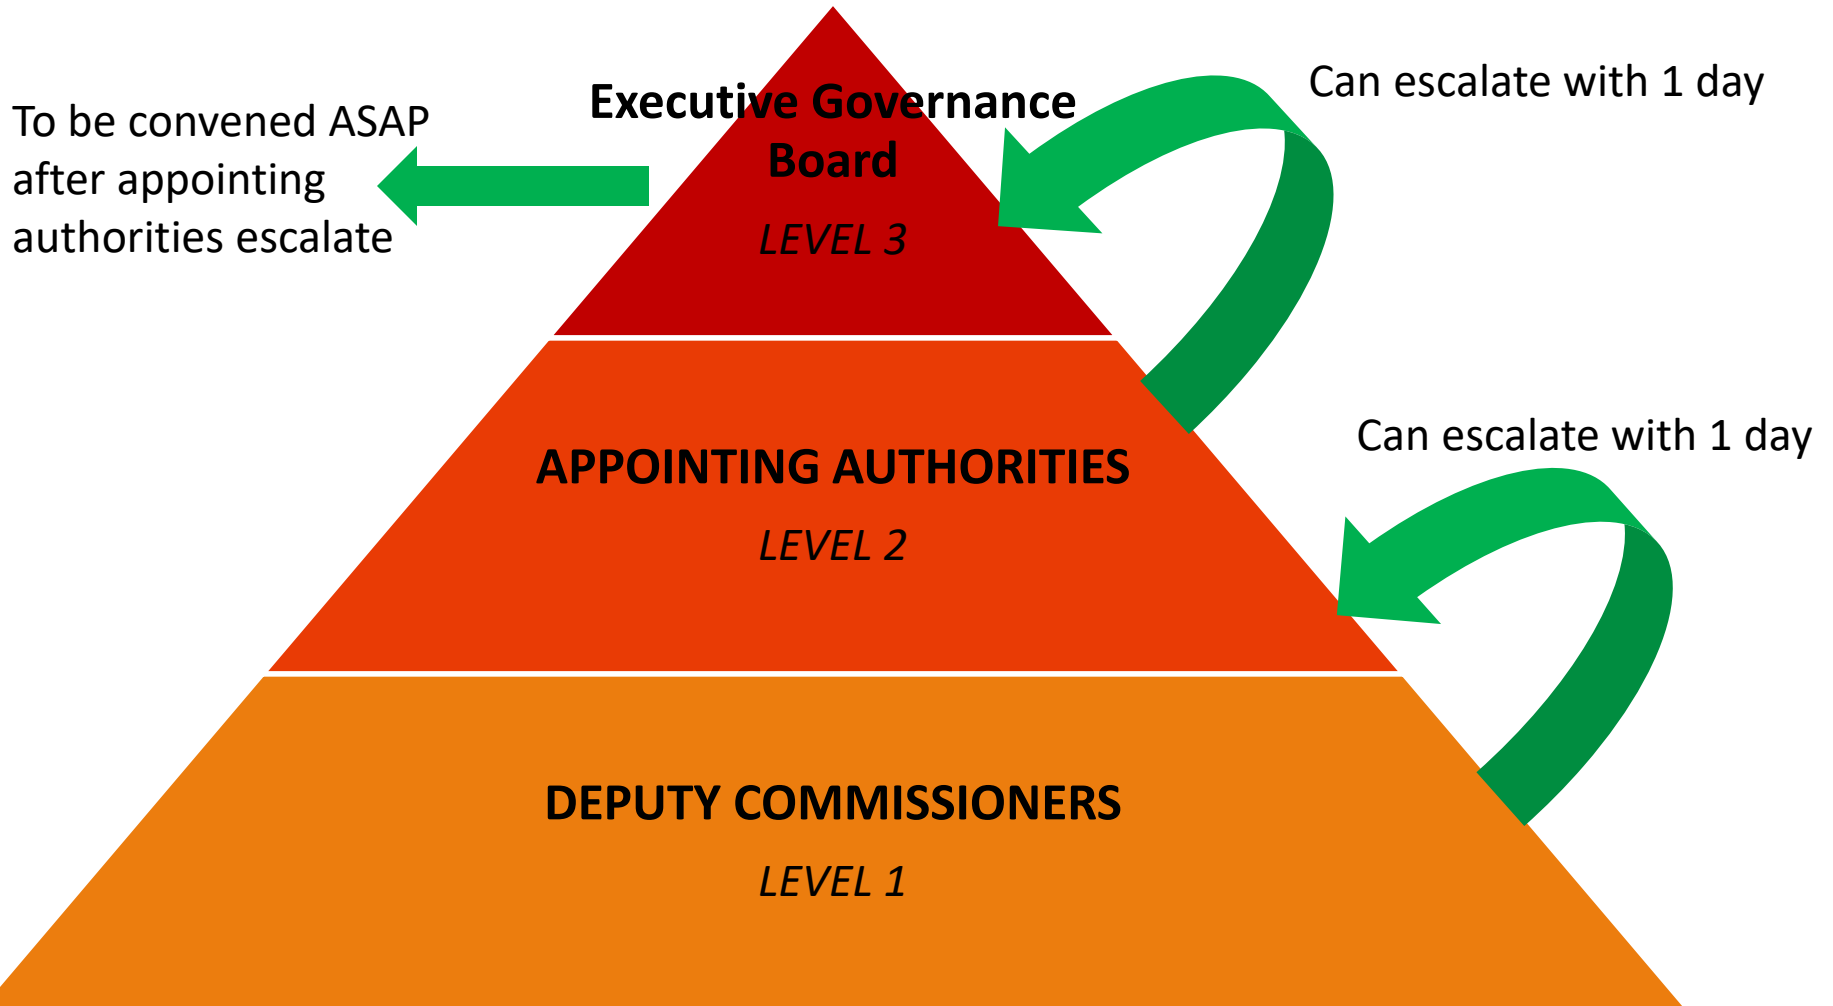 To be convened ASAP
after appointing
authorities escalate
Executive Governance
Board
LEVEL 3
Can escalate with 1 day
APPOINTING AUTHORITIES
LEVEL 2
Can escalate with 1 day
DEPUTY COMMISSIONERS
LEVEL 1